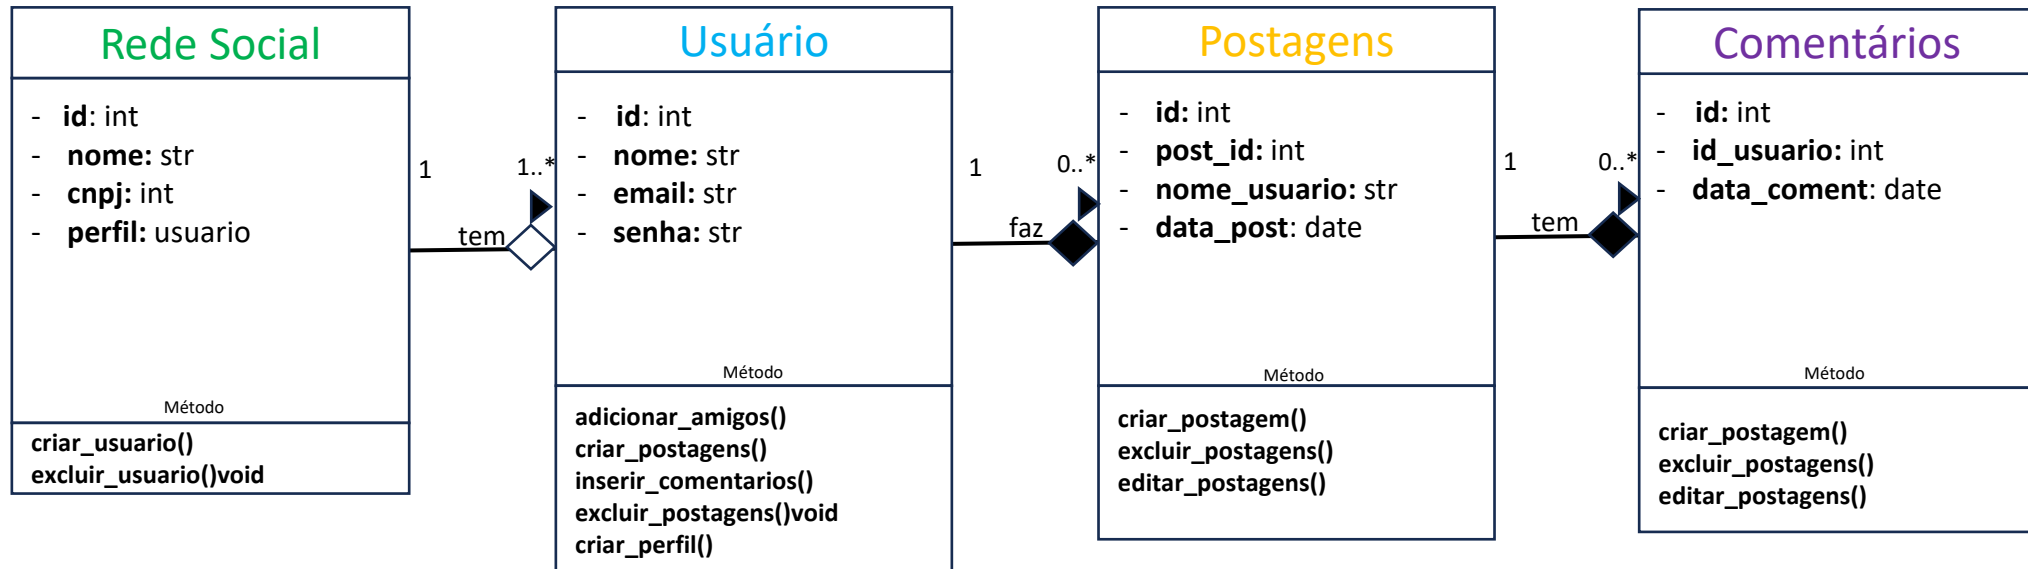 Rede Social
- id: int
- nome: str
- cnpj: int
- perfil: usuario
Método
criar_usuario()
excluir_usuario()void
1
1..*
tem
Usuário
- id: int
- nome: str
- email: str
- senha: str
Método
adicionar_amigos()
criar_postagens()
inserir_comentarios()
excluir_postagens()void
criar_perfil()
1
0..*
faz
Postagens
- id: int
- post_id: int
- nome_usuario: str
- data_post: date
Método
criar_postagem()
excluir_postagens()
editar_postagens()
1
0..*
tem
Comentários
- id: int
- id_usuario: int
- data_coment: date
Método
criar_postagem()
excluir_postagens()
editar_postagens()